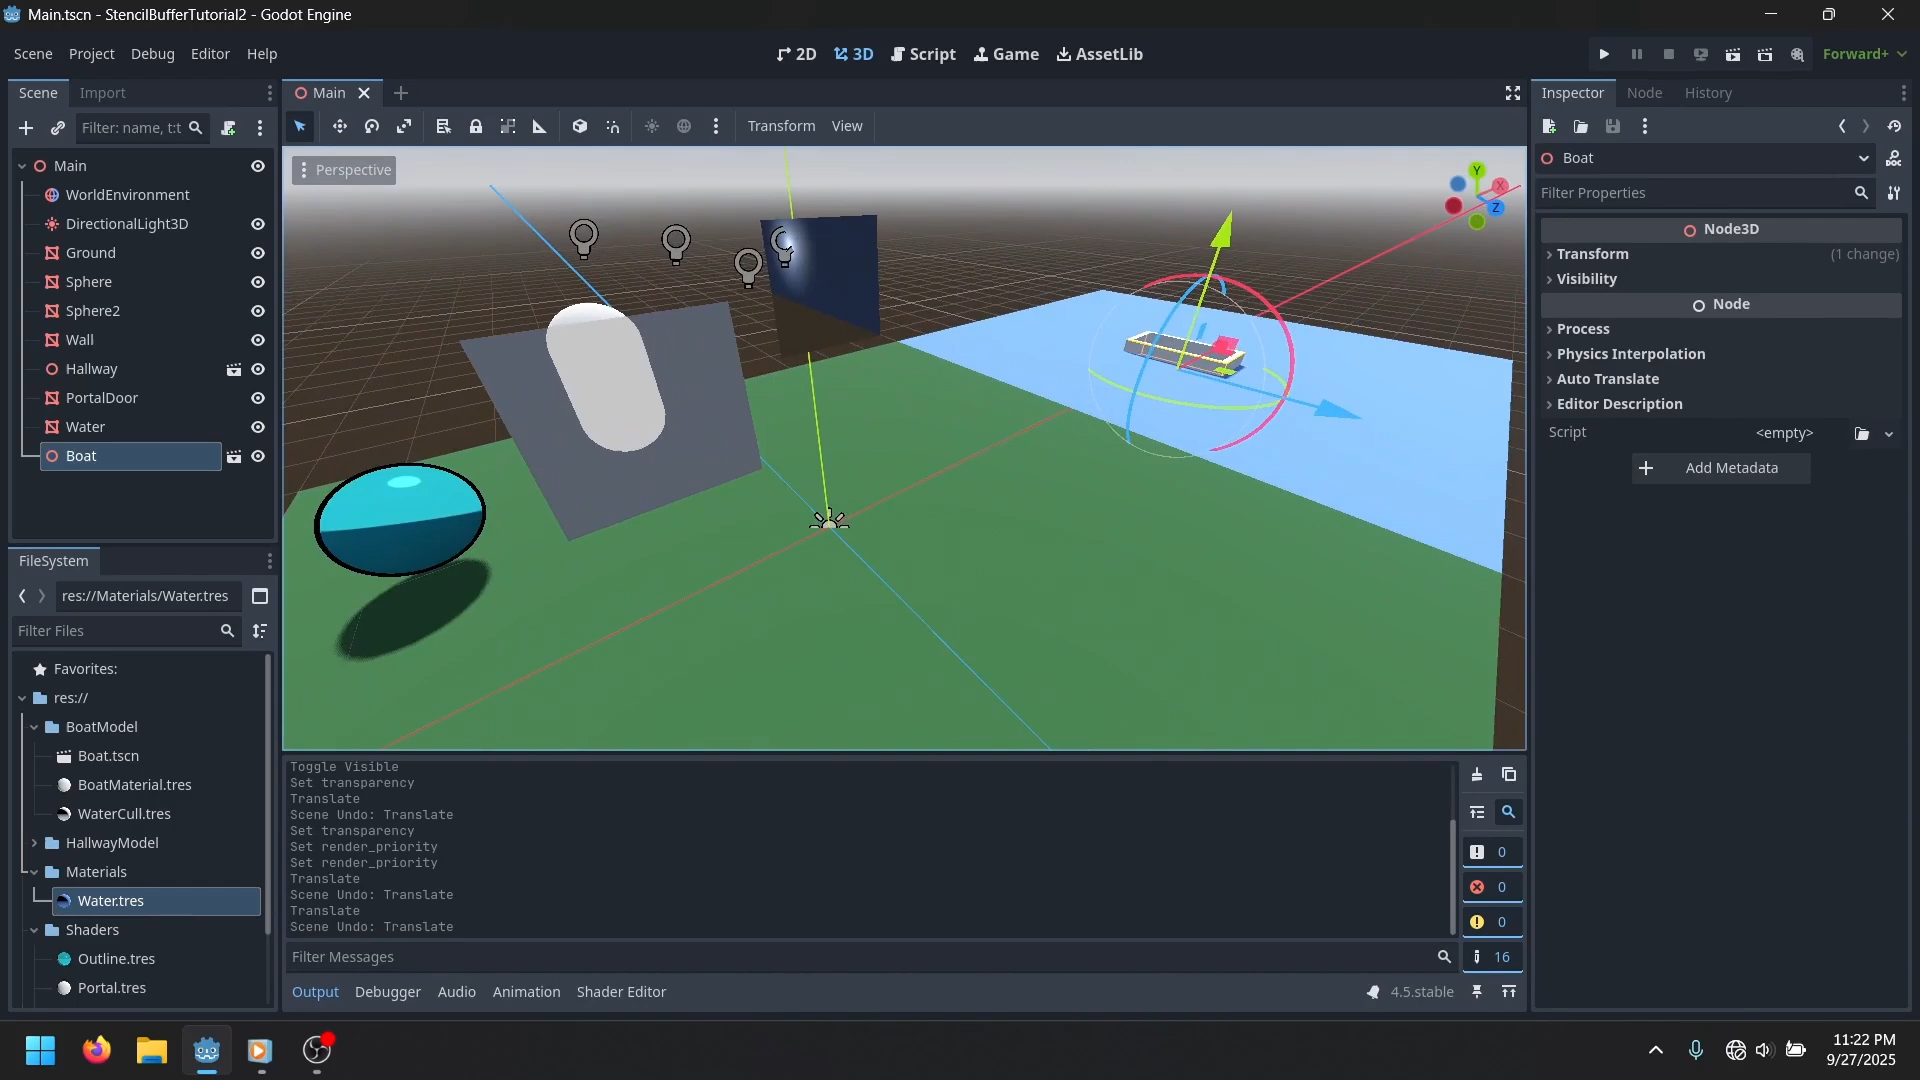 Main.tscn - StencilBufferTutorial2 - Godot Engine
Scene Project Debug Editor Help
2D 3D Script Game AssetLib
Forward+
Scene Import
Filter: name, t:t
Main
WorldEnvironment
DirectionalLight3D
Ground
Sphere
Sphere2
Wall
Hallway
PortalDoor
Water
Boat
FileSystem
res://Materials/Water.tres
Filter Files
Favorites:
res://
BoatModel
Boat.tscn
BoatMaterial.tres
WaterCull.tres
HallwayModel
Materials
Water.tres
Shaders
Outline.tres
Portal.tres
Main
Transform View
Perspective
Y
X
Z
Toggle Visible
Set transparency
Translate
Scene Undo: Translate
Set transparency
Set render_priority
Set render_priority
Translate
Scene Undo: Translate
Translate
Scene Undo: Translate
0
0
0
16
Filter Messages
Output Debugger Audio Animation Shader Editor
4.5.stable
Inspector Node History
Boat
Filter Properties
Node3D
Transform (1 change)
Visibility
Node
Process
Physics Interpolation
Auto Translate
Editor Description
Script <empty>
Add Metadata
11:22 PM
9/27/2025